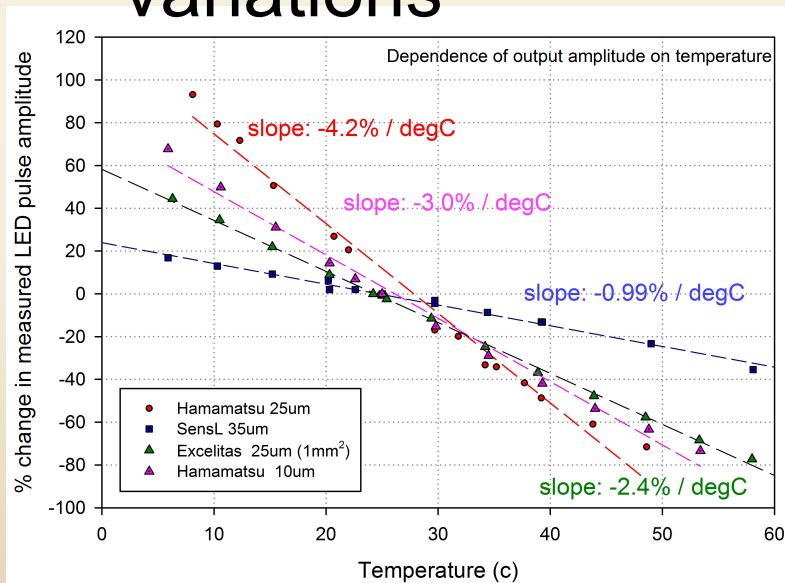 variations
Dependence of output amplitude on temperature
% change in measured LED pulse amplitude
120
100
80
60
40
20
0
-20
-40
-60
-80
-100
slope: -4.2% / degC
slope: -3.0% / degC
slope: -0.99% / degC
slope: -2.4% / degC
Hamamatsu 25um
SensL 35um
Excelitas 25um (1mm²)
Hamamatsu 10um
0 10 20 30 40 50 60
Temperature (c)